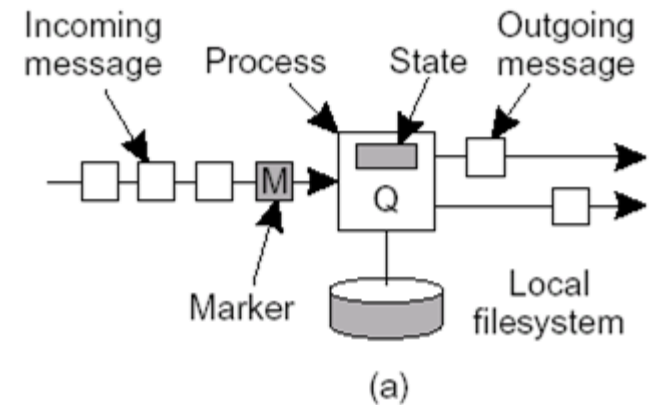 Incoming
message
Process
State
Outgoing
message
M
Q
Marker
Local
filesystem
(a)